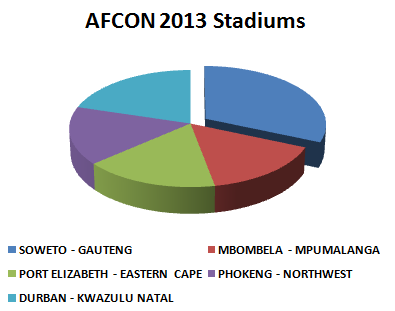 AFCON 2013 Stadiums
SOWETO - GAUTENG
MBOMBELA - MPUMALANGA
PORT ELIZABETH - EASTERN CAPE
PHOKENG - NORTHWEST
DURBAN - KWAZULU NATAL